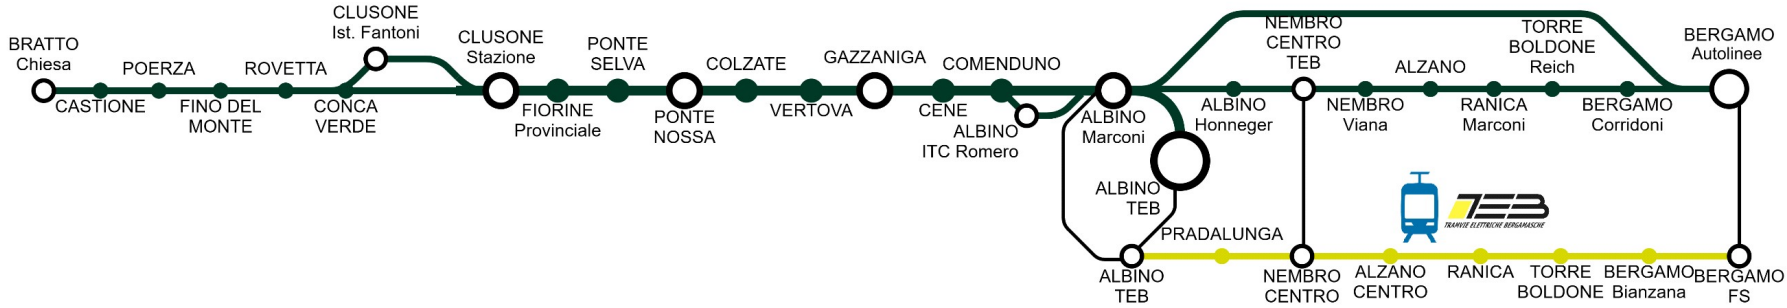 BRATTO
Chiesa
CASTIONE
POERZA
FINO DEL
MONTE
ROVETTA
CONCA
VERDE
CLUSONE
Ist. Fantoni
CLUSONE
Stazione
FIORINE
Provinciale
PONTE
SELVA
PONTE
NOSSA
COLZATE
VERTOVA
GAZZANIGA
CENE
COMENDUNO
ALBINO
ITC Romero
ALBINO
Marconi
ALBINO
TEB
ALBINO
Honneger
NEMBRO
CENTRO
TEB
NEMBRO
Viana
ALZANO
RANICA
Marconi
TORRE
BOLDONE
Reich
BERGAMO
Corridoni
BERGAMO
Autolinee
TEB
TRAMVIE ELETTRICHE BERGAMASCHE
ALBINO
TEB
PRADALUNGA
NEMBRO
CENTRO
ALZANO
CENTRO
RANICA
TORRE
BOLDONE
BERGAMO
Bianzana
BERGAMO
FS